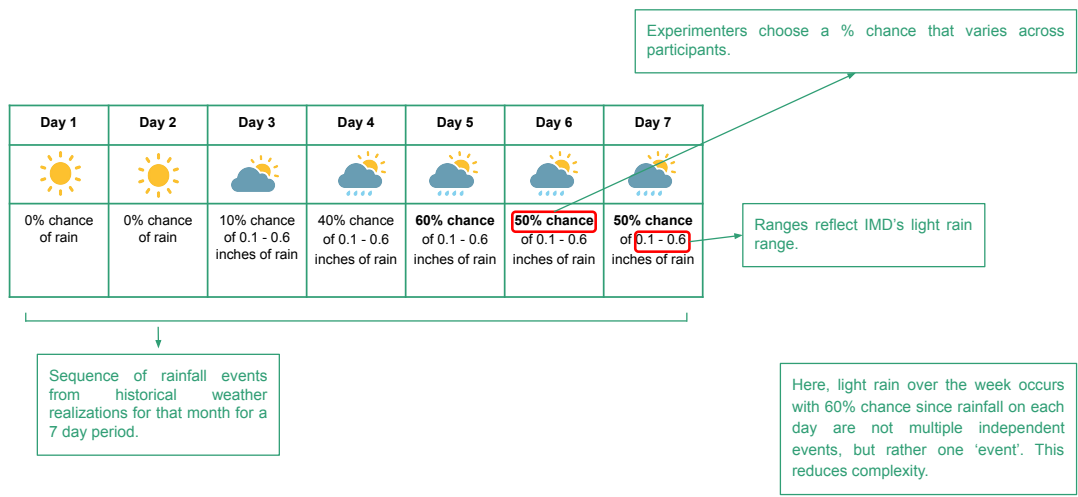 Experimenters choose a % chance that varies across
participants.
Day 1
Day 2
Day 3
Day 4
Day 5
Day 6
Day 7
0% chance
of rain
0% chance
of rain
10% chance
of 0.1 - 0.6
inches of rain
40% chance
of 0.1 - 0.6
inches of rain
60% chance
of 0.1 - 0.6
inches of rain
50% chance
of 0.1 - 0.6
inches of rain
50% chance
of 0.1 - 0.6
inches of rain
Ranges reflect IMD's light rain
range.
Sequence of rainfall events
from historical weather
realizations for that month for a
7 day period.
Here, light rain over the week occurs
with 60% chance since rainfall on each
day are not multiple independent
events, but rather one ‘event’. This
reduces complexity.